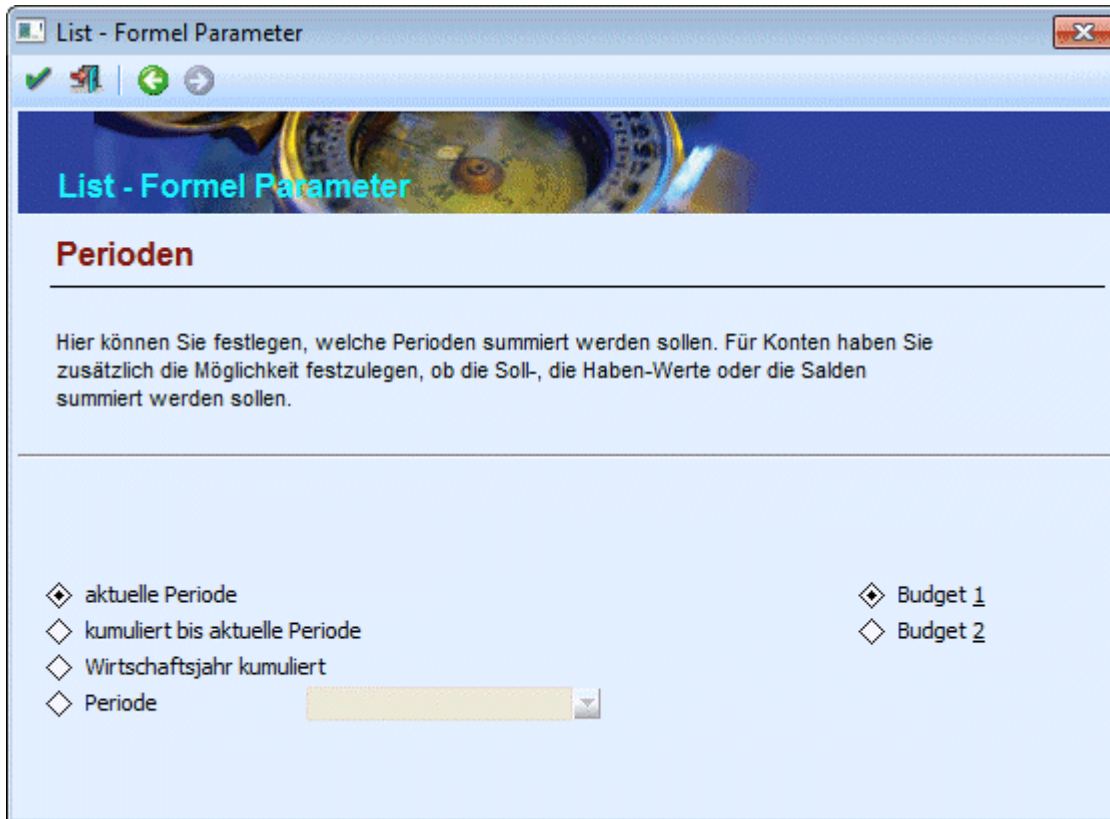 List - Formel Parameter
List - Formel Parameter
Perioden
Hier können Sie festlegen, welche Perioden summiert werden sollen. Für Konten haben Sie
zusätzlich die Möglichkeit festzulegen, ob die Soll-, die Haben-Werte oder die Salden
summiert werden sollen.
aktuelle Periode
Budget 1
kumuliert bis aktuelle Periode
Budget 2
Wirtschaftsjahr kumuliert
Periode